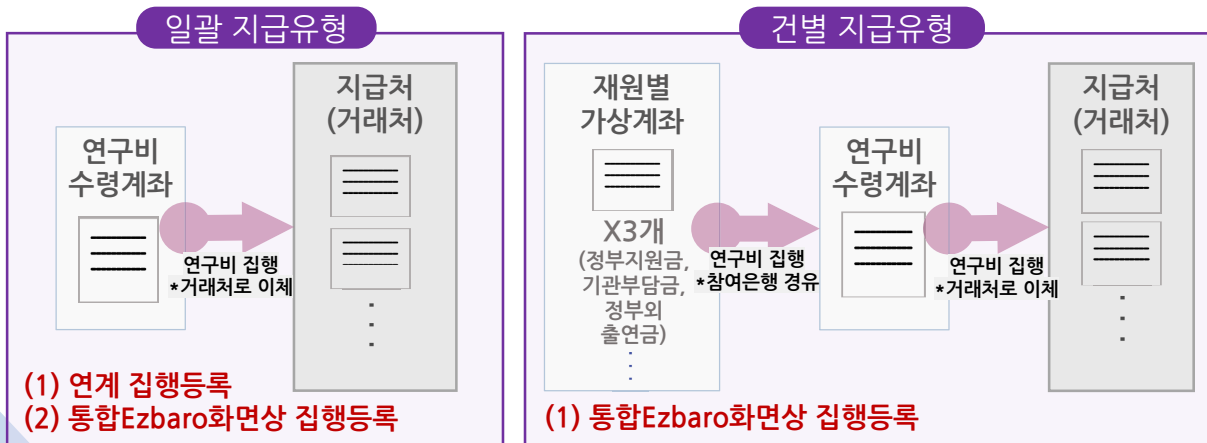 일괄 지급유형
연구비
수령계좌
연구비 집행
*거래처로 이체
지급처
(거래처)
(1) 연계 집행등록
(2) 통합Ezbaro화면상 집행등록
건별 지급유형
재원별
가상계좌
X3개
(정부지원금,
기관부담금,
정부외
출연금)
연구비 집행
*참여은행 경유
연구비
수령계좌
연구비 집행
*거래처로 이체
지급처
(거래처)
(1) 통합Ezbaro화면상 집행등록